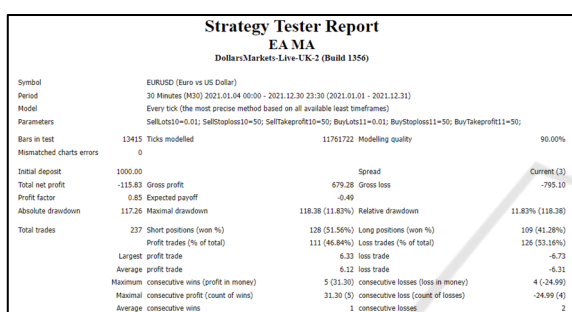 Strategy Tester Report
EA MA
DollarsMarkets-Live-UK-2 (Build 1356)
Symbol EURUSD (Euro vs US Dollar)
Period 30 Minutes (M30) 2021.01.04 00:00 - 2021.12.30 23:30 (2021.01.01 - 2021.12.31)
Model Every tick (the most precise method based on all available least timeframes)
Parameters SellLots10=0.01; SellStoploss10=50; SellTakeprofit10=50; BuyLots11=0.01; BuyStoploss11=50; BuyTakeprofit11=50;
Bars in test 13415 Ticks modelled 11761722 Modelling quality 90.00%
Mismatched charts errors 0
Initial deposit 1000.00 Spread Current (3)
Total net profit -115.83 Gross profit 679.28 Gross loss -795.10
Profit factor 0.85 Expected payoff -0.49
Absolute drawdown 117.26 Maximal drawdown 118.38 (11.83%) Relative drawdown 11.83% (118.38)
Total trades 237 Short positions (won %) 128 (51.56%) Long positions (won %) 109 (41.28%)
Profit trades (% of total) 111 (46.84%) Loss trades (% of total) 126 (53.16%)
Largest profit trade 6.33 loss trade -6.73
Average profit trade 6.12 loss trade -6.31
Maximum consecutive wins (profit in money) 5 (31.30) consecutive losses (loss in money) 4 (-24.99)
Maximal consecutive profit (count of wins) 31.30 (5) consecutive loss (count of losses) -24.99 (4)
Average consecutive wins 1 consecutive losses 2